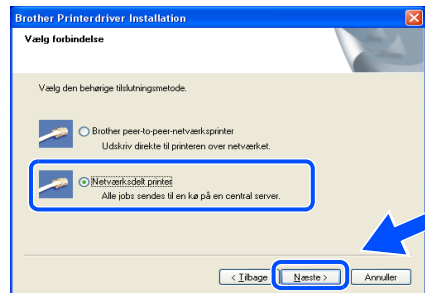 Brother Printerdriver Installation
Vælg forbindelse
Vælg den behørige tilslutningsmetode.
Brother peer-to-peer-netværksprinter
Udskriv direkte til printeren over netværket.
Netværksdelt printer
Alle jobs sendes til en kø på en central server.
< Tilbage Næste > Annuller